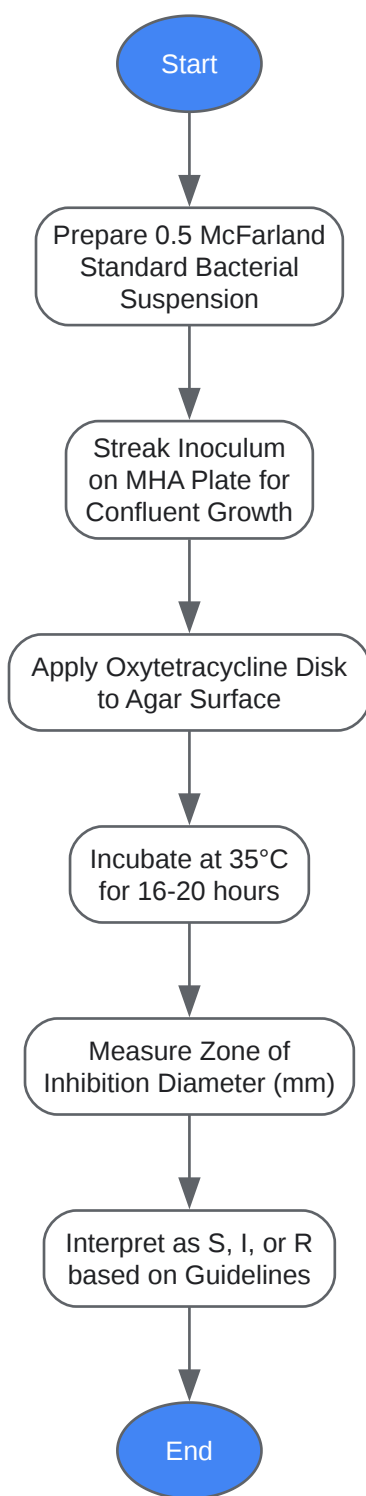 Start
Prepare 0.5 McFarland
Standard Bacterial
Suspension
Streak Inoculum
on MHA Plate for
Confluent Growth
Apply Oxytetracycline Disk
to Agar Surface
Incubate at 35°C
for 16-20 hours
Measure Zone of
Inhibition Diameter (mm)
Interpret as S, I, or R
based on Guidelines
End